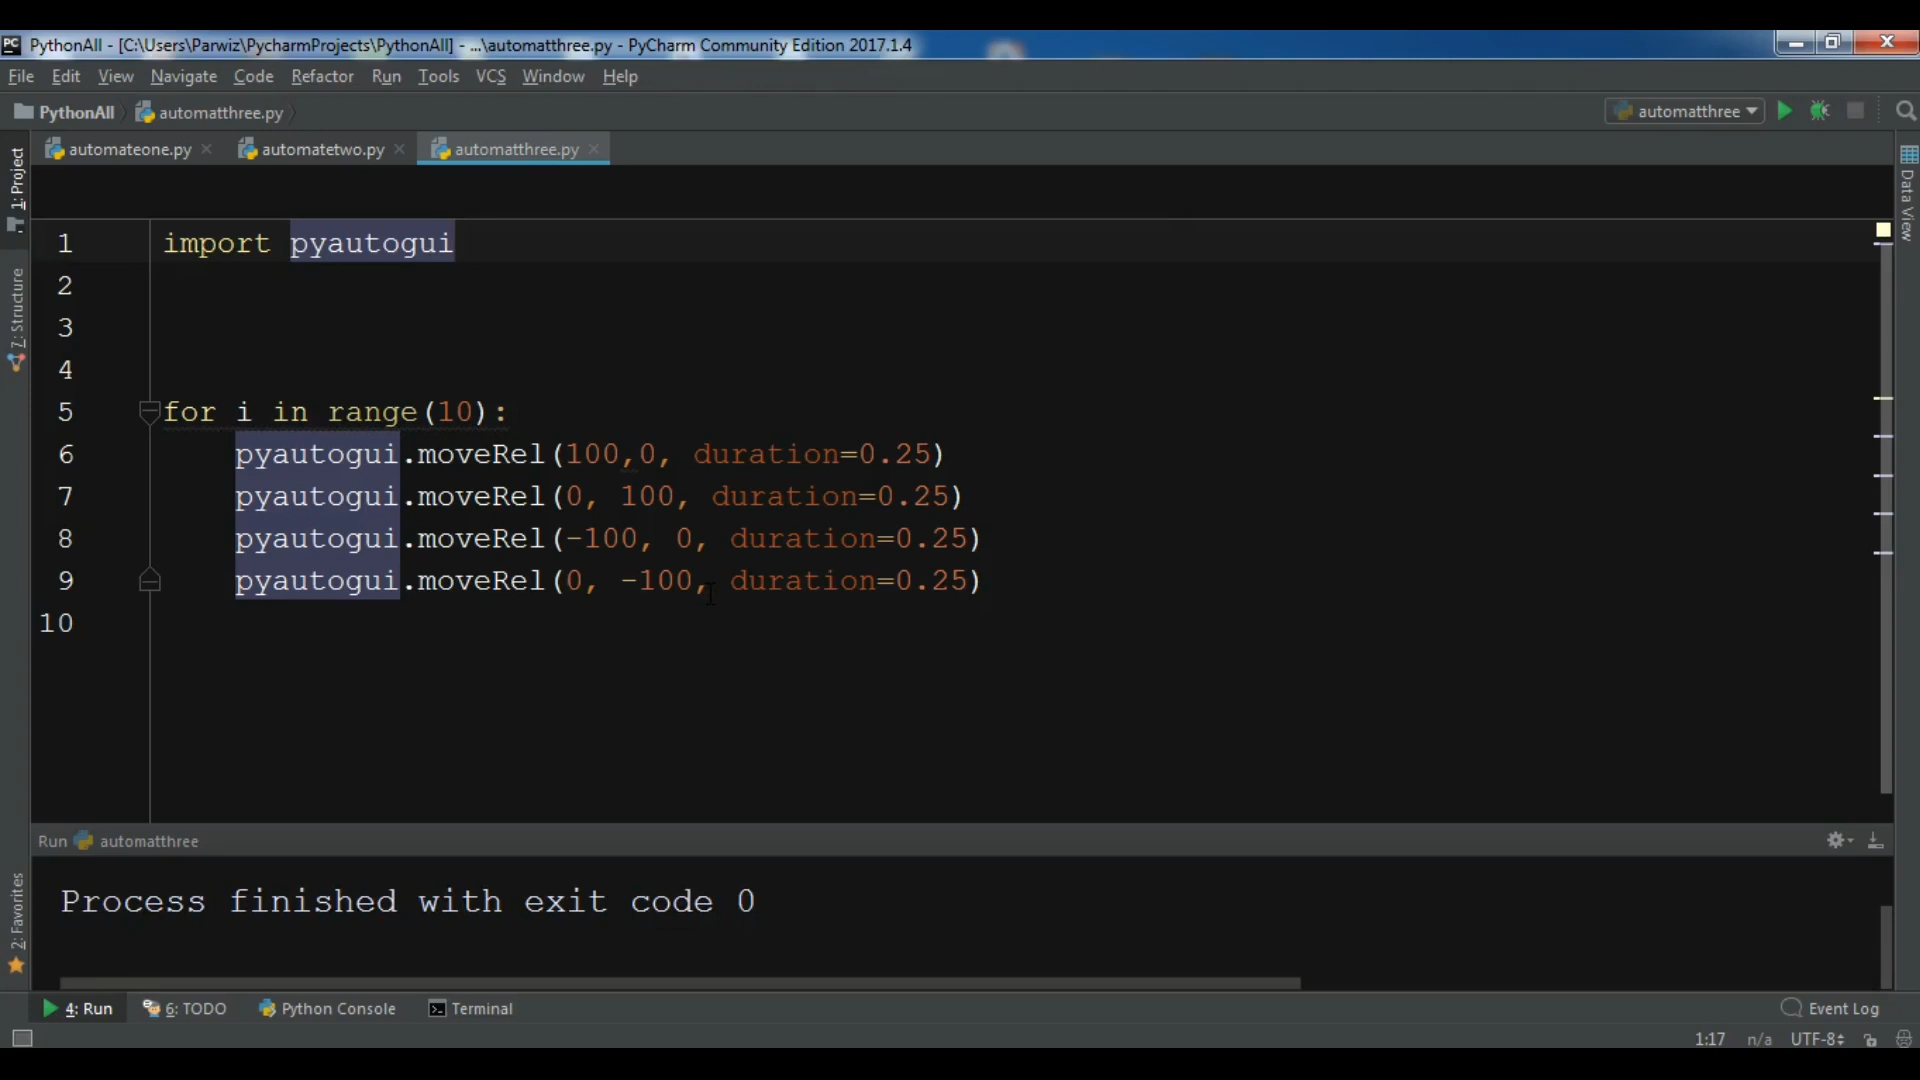 PC PythonAll - [C:\Users\Parwiz\PycharmProjects\PythonAll] - ...\automatthree.py - PyCharm Community Edition 2017.1.4
File Edit View Navigate Code Refactor Run Tools VCS Window Help
PythonAll automatthree.py automatthree
automateone.py automatetwo.py automatthree.py
1: Project
7: Structure
2: Favorites
Data View
1 import pyautogui
2
3
4
5 for i in range(10):
6 pyautogui.moveRel(100,0, duration=0.25)
7 pyautogui.moveRel(0, 100, duration=0.25)
8 pyautogui.moveRel(-100, 0, duration=0.25)
9 pyautogui.moveRel(0, -100, duration=0.25)
10
Run automatthree
Process finished with exit code 0
4: Run 6: TODO Python Console Terminal Event Log
1:17 n/a UTF-8